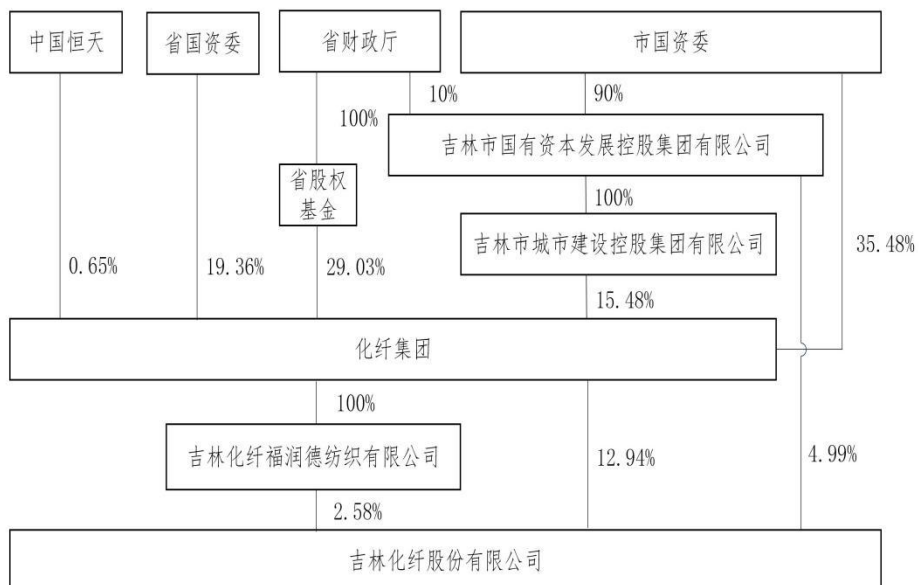 中国恒天
省国资委
省财政厅
市国资委
10%
90%
100%
吉林市国有资本发展控股集团有限公司
省股权
基金
100%
吉林市城市建设控股集团有限公司
35.48%
0.65%
19.36%
29.03%
15.48%
化纤集团
100%
吉林化纤福润德纺织有限公司
12.94%
4.99%
2.58%
吉林化纤股份有限公司